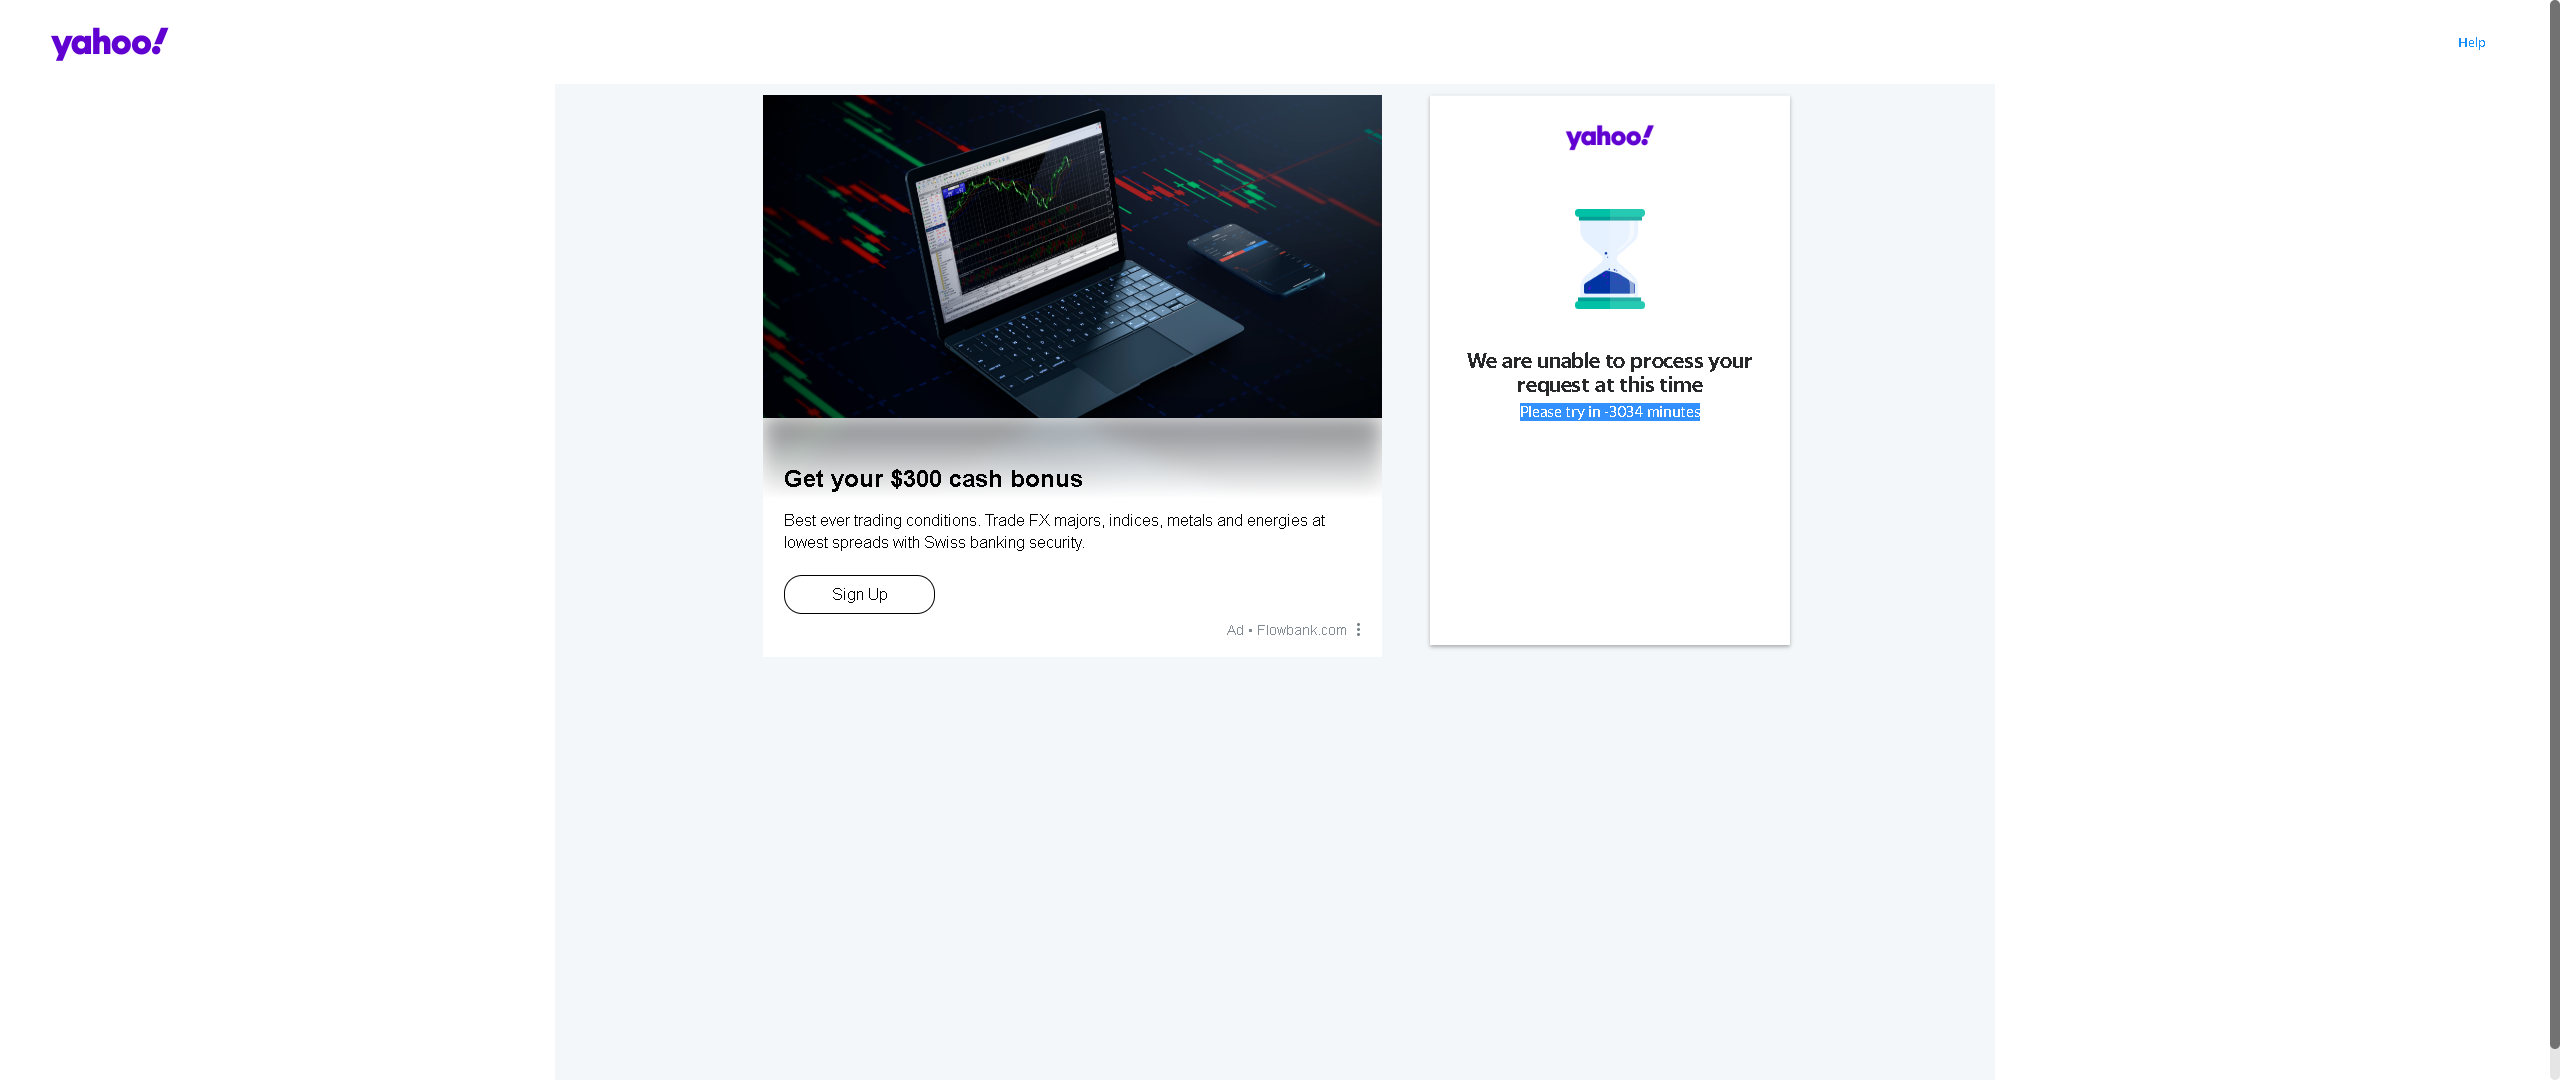 yahoo!
Help
Get your $300 cash bonus
Best ever trading conditions. Trade FX majors, indices, metals and energies at
lowest spreads with Swiss banking security.
Sign Up
Ad • Flowbank.com
yahoo!
We are unable to process your
request at this time
Please try in -3034 minutes